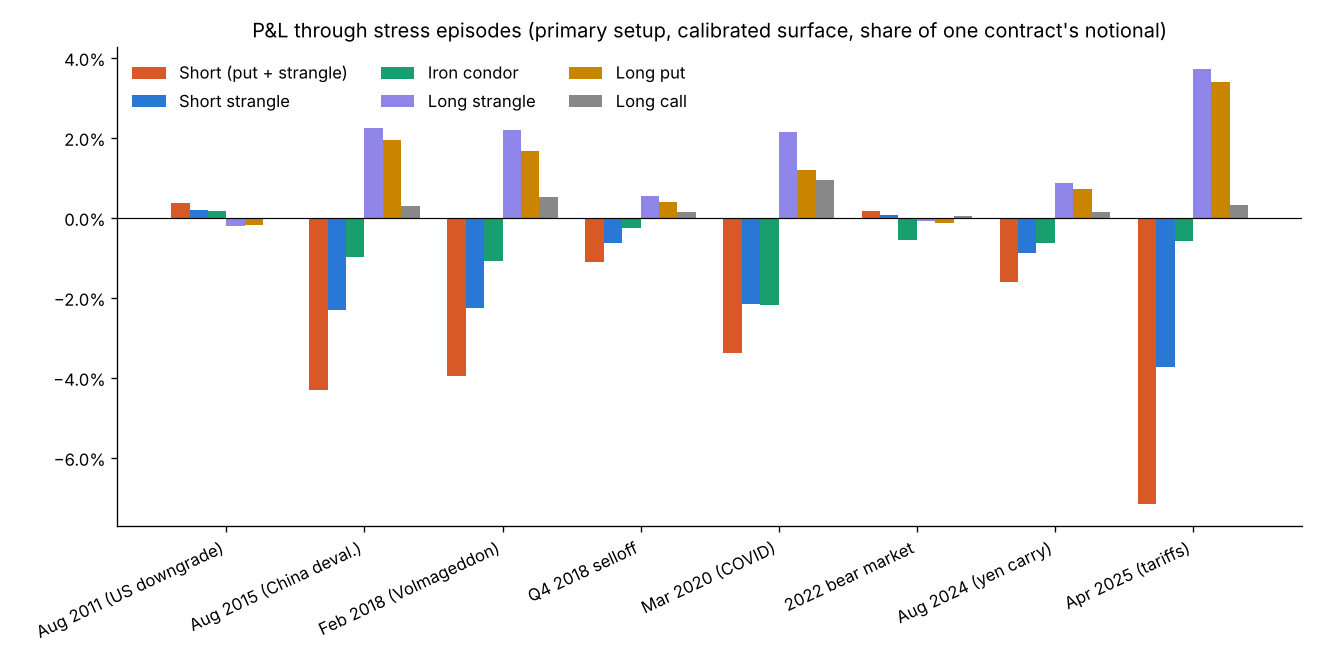 P&L through stress episodes (primary setup, calibrated surface, share of one contract's notional)
Short (put + strangle)
Short strangle
Iron condor
Long strangle
Long put
Long call
4.0%
2.0%
0.0%
−2.0%
−4.0%
−6.0%
Aug 2011 (US downgrade)
Aug 2015 (China deval.)
Feb 2018 (Volmageddon)
Q4 2018 selloff
Mar 2020 (COVID)
2022 bear market
Aug 2024 (yen carry)
Apr 2025 (tariffs)